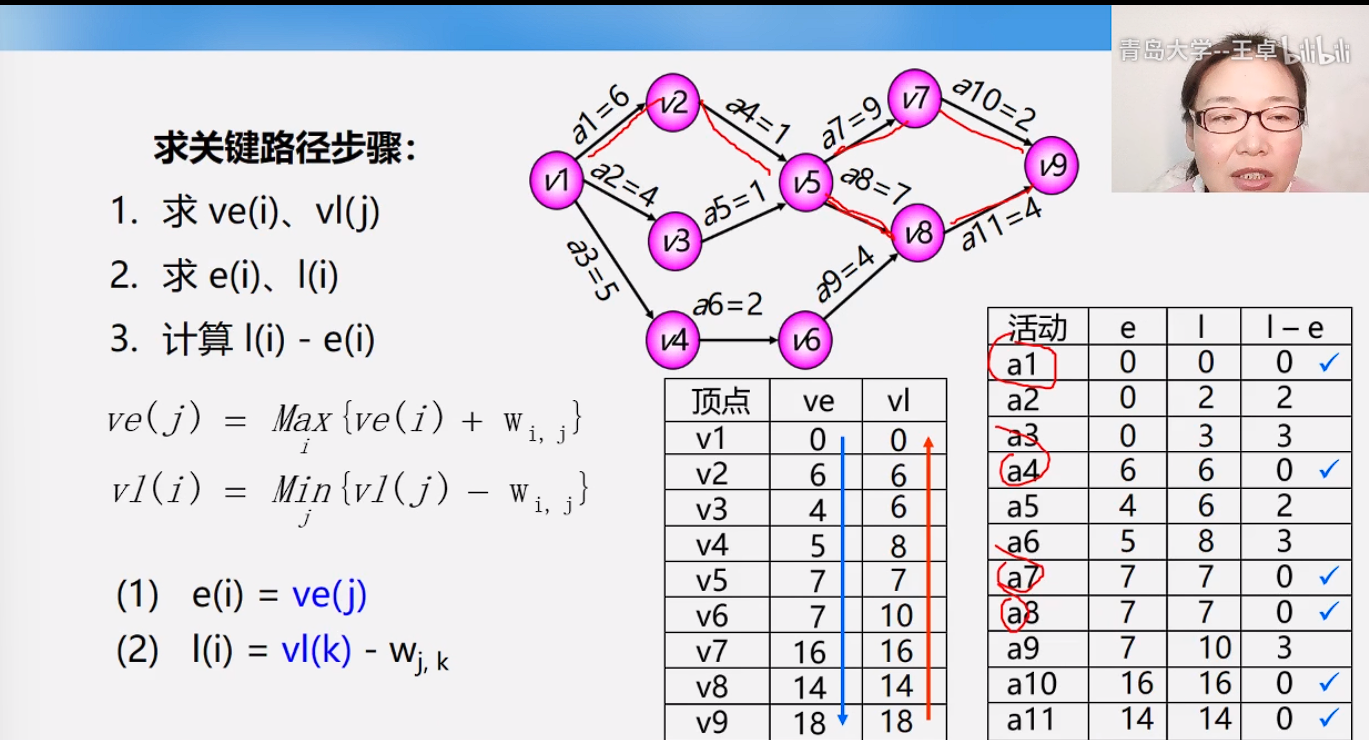 青岛大学--王卓 bilibili
求关键路径步骤：
1. 求 ve(i)、vl(j)
2. 求 e(i)、l(i)
3. 计算 l(i) - e(i)
ve(j) = Max{ve(i) + w i, j}
i
vl(i) = Min{vl(j) - w i, j}
j
(1) e(i) = ve(j)
(2) l(i) = vl(k) - wj, k
v1
v2
v3
v4
v5
v6
v7
v8
v9
a1=6
a2=4
a3=5
a4=1
a5=1
a6=2
a7=9
a8=7
a9=4
a10=2
a11=4
顶点 ve vl
v1 0 0
v2 6 6
v3 4 6
v4 5 8
v5 7 7
v6 7 10
v7 16 16
v8 14 14
v9 18 18
活动 e l l – e
a1 0 0 0 ✓
a2 0 2 2
a3 0 3 3
a4 6 6 0 ✓
a5 4 6 2
a6 5 8 3
a7 7 7 0 ✓
a8 7 7 0 ✓
a9 7 10 3
a10 16 16 0 ✓
a11 14 14 0 ✓